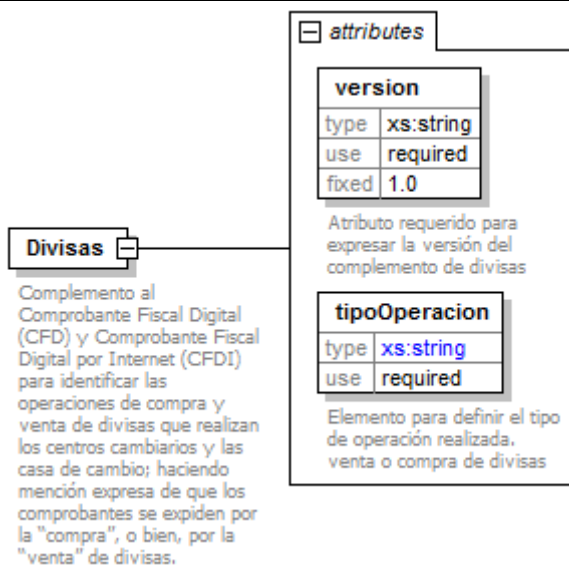 attributes
version
type xs:string
use required
fixed 1.0
Atributo requerido para
expresar la versión del
complemento de divisas
Divisas
Complemento al
Comprobante Fiscal Digital
(CFD) y Comprobante Fiscal
Digital por Internet (CFDI)
para identificar las
operaciones de compra y
venta de divisas que realizan
los centros cambiarios y las
casa de cambio; haciendo
mención expresa de que los
comprobantes se expiden por
la "compra", o bien, por la
"venta" de divisas.
tipoOperacion
type xs:string
use required
Elemento para definir el tipo
de operación realizada.
venta o compra de divisas